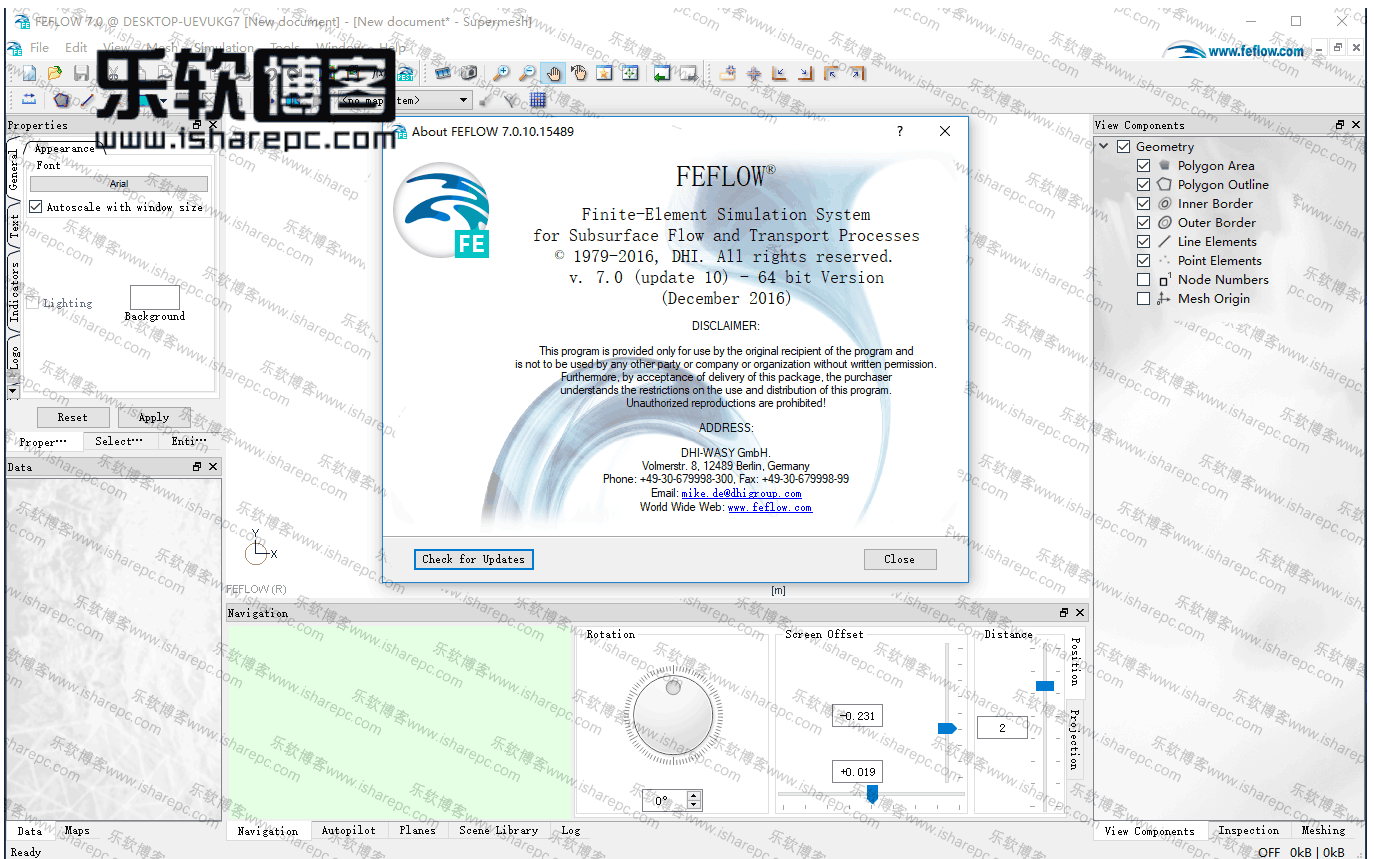 FEFLOW 7.0 @ DESKTOP-UEVUKG7 [New document] - [New document* - Supermesh]
File Edit View Mesh Simulation Tools Window Help
www.feflow.com
乐软博客
www.isharepc.com
<no map item>
Properties
Appearance
Font
Arial
Autoscale with window size
General
Text
Indicators
Logo
Lighting
Background
Reset Apply
Proper··· Select··· Enti···
Data
Data Maps
Ready
About FEFLOW 7.0.10.15489
FE
FEFLOW®
Finite-Element Simulation System
for Subsurface Flow and Transport Processes
© 1979-2016, DHI. All rights reserved.
v. 7.0 (update 10) - 64 bit Version
(December 2016)
DISCLAIMER:
This program is provided only for use by the original recipient of the program and
is not to be used by any other party or company or organization without written permission.
Furthermore, by acceptance of delivery of this package, the purchaser
understands the restrictions on the use and distribution of this program.
Unauthorized reproductions are prohibited!
ADDRESS:
DHI-WASY GmbH.
Volmerstr. 8, 12489 Berlin, Germany
Phone: +49-30-679998-300, Fax: +49-30-679998-99
Email: mike.de@dhigroup.com
World Wide Web: www.feflow.com
Check for Updates Close
Y
X
FEFLOW (R)
[m]
Navigation
Rotation
0°
Screen Offset
-0.231
+0.019
Distance
2
Position
Projection
Navigation Autopilot Planes Scene Library Log
View Components
Geometry
Polygon Area
Polygon Outline
Inner Border
Outer Border
Line Elements
Point Elements
Node Numbers
Mesh Origin
View Components Inspection Meshing
OFF 0kB | 0kB